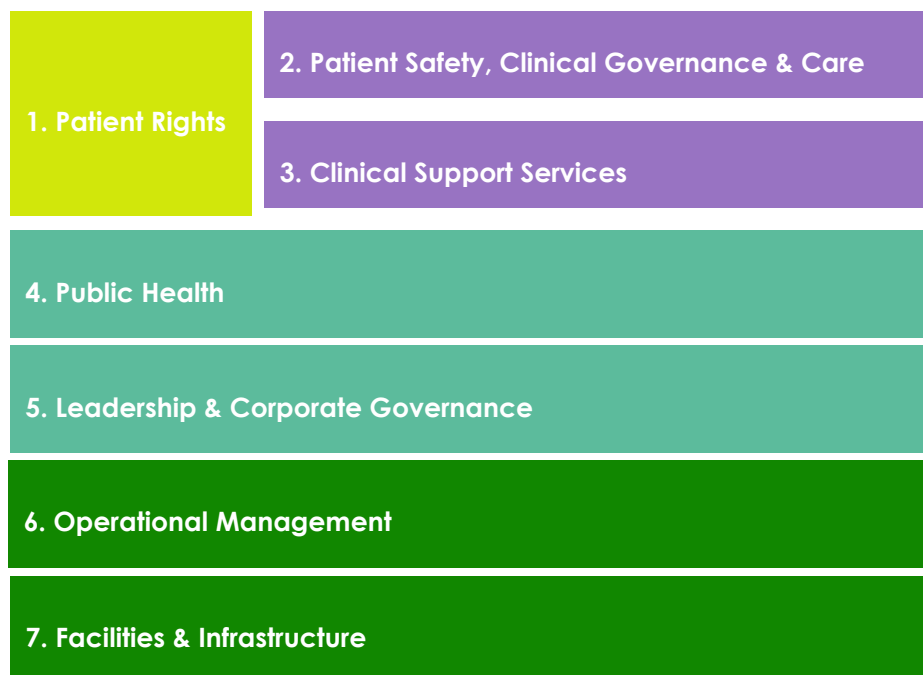 1. Patient Rights
2. Patient Safety, Clinical Governance & Care
3. Clinical Support Services
4. Public Health
5. Leadership & Corporate Governance
6. Operational Management
7. Facilities & Infrastructure